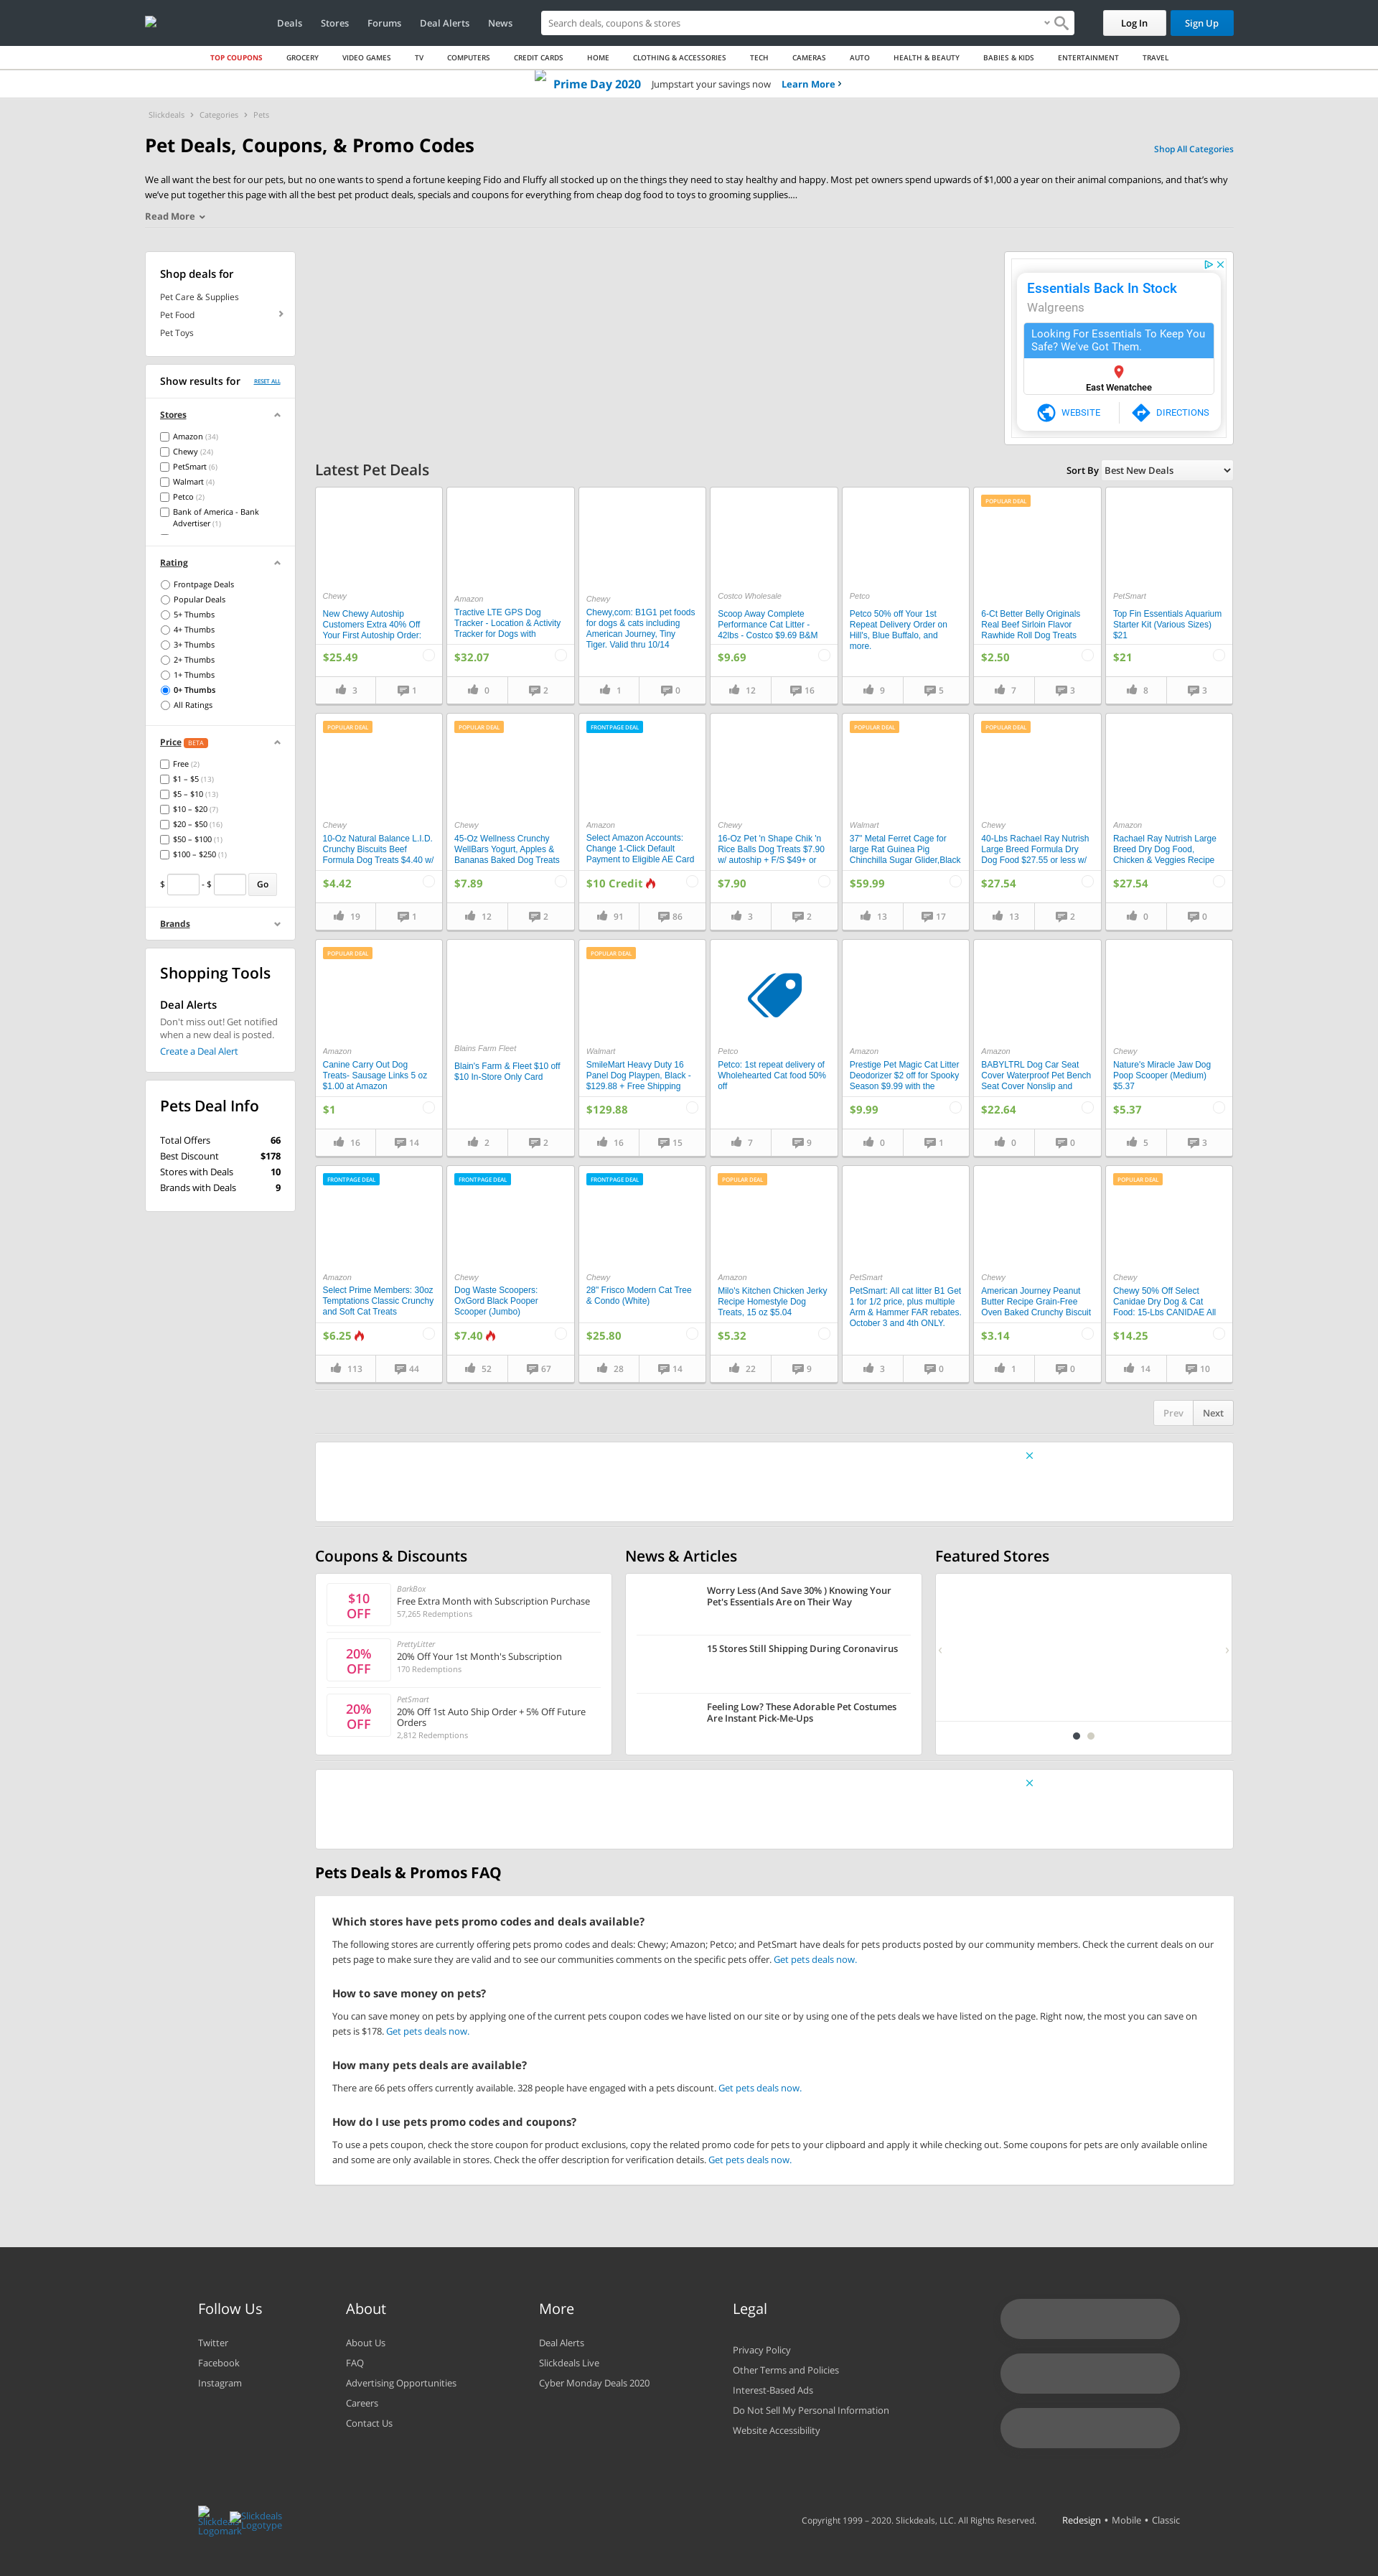 Deals Stores Forums Deal Alerts News Search deals, coupons & stores Log In Sign Up
TOP COUPONS GROCERY VIDEO GAMES TV COMPUTERS CREDIT CARDS HOME CLOTHING & ACCESSORIES TECH CAMERAS AUTO HEALTH & BEAUTY BABIES & KIDS ENTERTAINMENT TRAVEL
Prime Day 2020 Jumpstart your savings now Learn More
Slickdeals Categories Pets
Pet Deals, Coupons, & Promo Codes
Shop All Categories
We all want the best for our pets, but no one wants to spend a fortune keeping Fido and Fluffy all stocked up on the things they need to stay healthy and happy. Most pet owners spend upwards of $1,000 a year on their animal companions, and that's why
we've put together this page with all the best pet product deals, specials and coupons for everything from cheap dog food to toys to grooming supplies....
Read More
Shop deals for
Pet Care & Supplies
Pet Food
Pet Toys
Show results for RESET ALL
Stores
Amazon (34)
Chewy (24)
PetSmart (6)
Walmart (4)
Petco (2)
Bank of America - Bank
Advertiser (1)
Rating
Frontpage Deals
Popular Deals
5+ Thumbs
4+ Thumbs
3+ Thumbs
2+ Thumbs
1+ Thumbs
0+ Thumbs
All Ratings
Price BETA
Free (2)
$1 – $5 (13)
$5 – $10 (13)
$10 – $20 (7)
$20 – $50 (16)
$50 – $100 (1)
$100 – $250 (1)
$ - $ Go
Brands
Shopping Tools
Deal Alerts
Don't miss out! Get notified
when a new deal is posted.
Create a Deal Alert
Pets Deal Info
Total Offers 66
Best Discount $178
Stores with Deals 10
Brands with Deals 9
Essentials Back In Stock
Walgreens
Looking For Essentials To Keep You
Safe? We've Got Them.
East Wenatchee
WEBSITE DIRECTIONS
Latest Pet Deals
Sort By Best New Deals
Chewy
New Chewy Autoship
Customers Extra 40% Off
Your First Autoship Order:
$25.49
3 1
Amazon
Tractive LTE GPS Dog
Tracker - Location & Activity
Tracker for Dogs with
$32.07
0 2
Chewy
Chewy,com: B1G1 pet foods
for dogs & cats including
American Journey, Tiny
Tiger. Valid thru 10/14
1 0
Costco Wholesale
Scoop Away Complete
Performance Cat Litter -
42lbs - Costco $9.69 B&M
$9.69
12 16
Petco
Petco 50% off Your 1st
Repeat Delivery Order on
Hill's, Blue Buffalo, and
more.
9 5
POPULAR DEAL
6-Ct Better Belly Originals
Real Beef Sirloin Flavor
Rawhide Roll Dog Treats
$2.50
7 3
PetSmart
Top Fin Essentials Aquarium
Starter Kit (Various Sizes)
$21
$21
8 3
POPULAR DEAL
Chewy
10-Oz Natural Balance L.I.D.
Crunchy Biscuits Beef
Formula Dog Treats $4.40 w/
$4.42
19 1
POPULAR DEAL
Chewy
45-Oz Wellness Crunchy
WellBars Yogurt, Apples &
Bananas Baked Dog Treats
$7.89
12 2
FRONTPAGE DEAL
Amazon
Select Amazon Accounts:
Change 1-Click Default
Payment to Eligible AE Card
$10 Credit
91 86
Chewy
16-Oz Pet 'n Shape Chik 'n
Rice Balls Dog Treats $7.90
w/ autoship + F/S $49+ or
$7.90
3 2
POPULAR DEAL
Walmart
37" Metal Ferret Cage for
large Rat Guinea Pig
Chinchilla Sugar Glider,Black
$59.99
13 17
POPULAR DEAL
Chewy
40-Lbs Rachael Ray Nutrish
Large Breed Formula Dry
Dog Food $27.55 or less w/
$27.54
13 2
Amazon
Rachael Ray Nutrish Large
Breed Dry Dog Food,
Chicken & Veggies Recipe
$27.54
0 0
POPULAR DEAL
Amazon
Canine Carry Out Dog
Treats- Sausage Links 5 oz
$1.00 at Amazon
$1
16 14
Blains Farm Fleet
Blain's Farm & Fleet $10 off
$10 In-Store Only Card
2 2
POPULAR DEAL
Walmart
SmileMart Heavy Duty 16
Panel Dog Playpen, Black -
$129.88 + Free Shipping
$129.88
16 15
Petco
Petco: 1st repeat delivery of
Wholehearted Cat food 50%
off
7 9
Amazon
Prestige Pet Magic Cat Litter
Deodorizer $2 off for Spooky
Season $9.99 with the
$9.99
0 1
Amazon
BABYLTRL Dog Car Seat
Cover Waterproof Pet Bench
Seat Cover Nonslip and
$22.64
0 0
Chewy
Nature's Miracle Jaw Dog
Poop Scooper (Medium)
$5.37
$5.37
5 3
FRONTPAGE DEAL
Amazon
Select Prime Members: 30oz
Temptations Classic Crunchy
and Soft Cat Treats
$6.25
113 44
FRONTPAGE DEAL
Chewy
Dog Waste Scoopers:
OxGord Black Pooper
Scooper (Jumbo)
$7.40
52 67
FRONTPAGE DEAL
Chewy
28" Frisco Modern Cat Tree
& Condo (White)
$25.80
28 14
POPULAR DEAL
Amazon
Milo's Kitchen Chicken Jerky
Recipe Homestyle Dog
Treats, 15 oz $5.04
$5.32
22 9
PetSmart
PetSmart: All cat litter B1 Get
1 for 1/2 price, plus multiple
Arm & Hammer FAR rebates.
October 3 and 4th ONLY.
3 0
Chewy
American Journey Peanut
Butter Recipe Grain-Free
Oven Baked Crunchy Biscuit
$3.14
1 0
POPULAR DEAL
Chewy
Chewy 50% Off Select
Canidae Dry Dog & Cat
Food: 15-Lbs CANIDAE All
$14.25
14 10
Prev Next
Coupons & Discounts
$10
OFF
BarkBox
Free Extra Month with Subscription Purchase
57,265 Redemptions
20%
OFF
PrettyLitter
20% Off Your 1st Month's Subscription
170 Redemptions
20%
OFF
PetSmart
20% Off 1st Auto Ship Order + 5% Off Future
Orders
2,812 Redemptions
News & Articles
Worry Less (And Save 30% ) Knowing Your
Pet's Essentials Are on Their Way
15 Stores Still Shipping During Coronavirus
Feeling Low? These Adorable Pet Costumes
Are Instant Pick-Me-Ups
Featured Stores
Pets Deals & Promos FAQ
Which stores have pets promo codes and deals available?
The following stores are currently offering pets promo codes and deals: Chewy; Amazon; Petco; and PetSmart have deals for pets products posted by our community members. Check the current deals on our
pets page to make sure they are valid and to see our communities comments on the specific pets offer. Get pets deals now.
How to save money on pets?
You can save money on pets by applying one of the current pets coupon codes we have listed on our site or by using one of the pets deals we have listed on the page. Right now, the most you can save on
pets is $178. Get pets deals now.
How many pets deals are available?
There are 66 pets offers currently available. 328 people have engaged with a pets discount. Get pets deals now.
How do I use pets promo codes and coupons?
To use a pets coupon, check the store coupon for product exclusions, copy the related promo code for pets to your clipboard and apply it while checking out. Some coupons for pets are only available online
and some are only available in stores. Check the offer description for verification details. Get pets deals now.
Follow Us
Twitter
Facebook
Instagram
About
About Us
FAQ
Advertising Opportunities
Careers
Contact Us
More
Deal Alerts
Slickdeals Live
Cyber Monday Deals 2020
Legal
Privacy Policy
Other Terms and Policies
Interest-Based Ads
Do Not Sell My Personal Information
Website Accessibility
Slickdeals
Logomark
Slickdeals
Logotype
Copyright 1999 – 2020. Slickdeals, LLC. All Rights Reserved. Redesign • Mobile • Classic